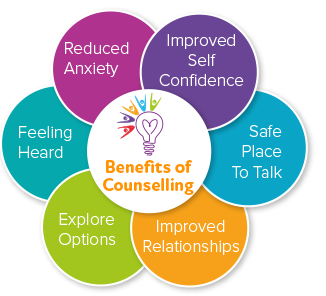 Reduced
Anxiety
Improved
Self
Confidence
Safe
Place
To Talk
Improved
Relationships
Explore
Options
Feeling
Heard
Benefits of
Counselling